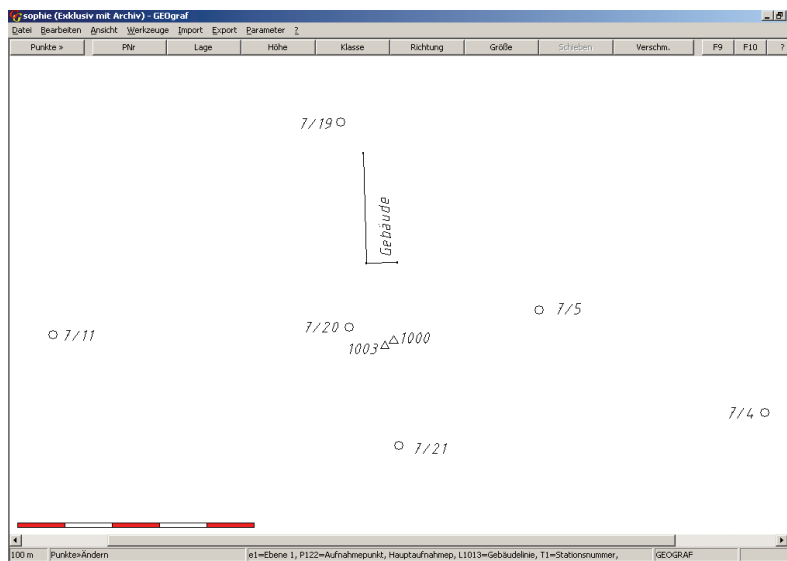 sophie (Exklusiv mit Archiv) - GEOgraf
Datei Bearbeiten Ansicht Werkzeuge Import Export Parameter ?
Punkte » PNr Lage Höhe Klasse Richtung Größe Schieben Verschm. F9 F10 ?
7/19
Gebäude
7/5
7/20
7/11
1000
1003
7/4
7/21
100 m Punkte»Ändern e1=Ebene 1, P122=Aufnahmepunkt, Hauptaufnahmep, L1013=Gebäudelinie, T1=Stationsnummer, GEOGRAF